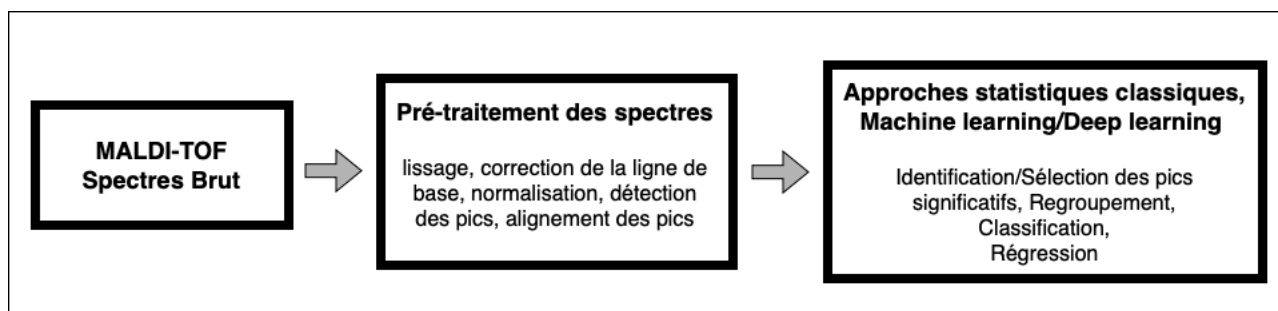 MALDI-TOF
Spectres Brut
Pré-traitement des spectres
lissage, correction de la ligne de
base, normalisation, détection
des pics, alignement des pics
Approches statistiques classiques,
Machine learning/Deep learning
Identification/Sélection des pics
significatifs, Regroupement,
Classification,
Régression